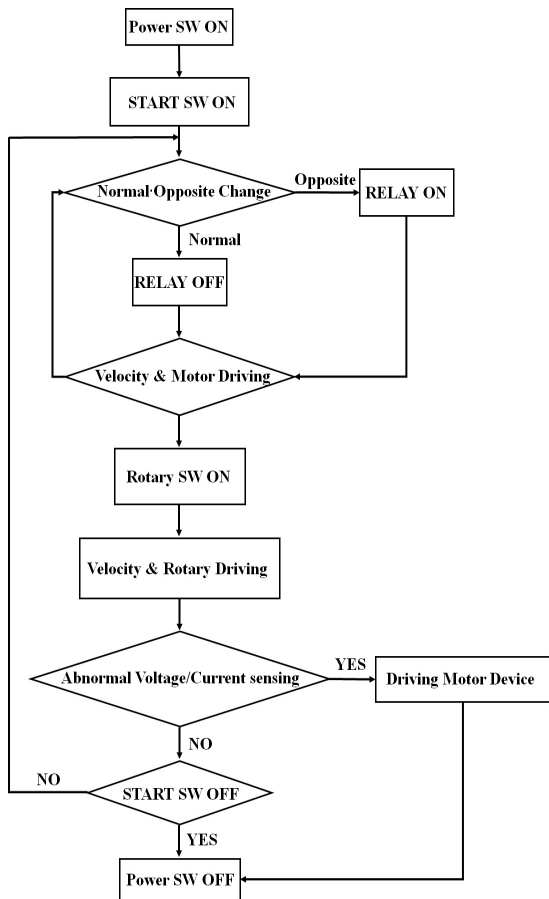 Power SW ON
START SW ON
Normal·Opposite Change
Opposite
RELAY ON
Normal
RELAY OFF
Velocity & Motor Driving
Rotary SW ON
Velocity & Rotary Driving
Abnormal Voltage/Current sensing
YES
Driving Motor Device
NO
NO
START SW OFF
YES
Power SW OFF